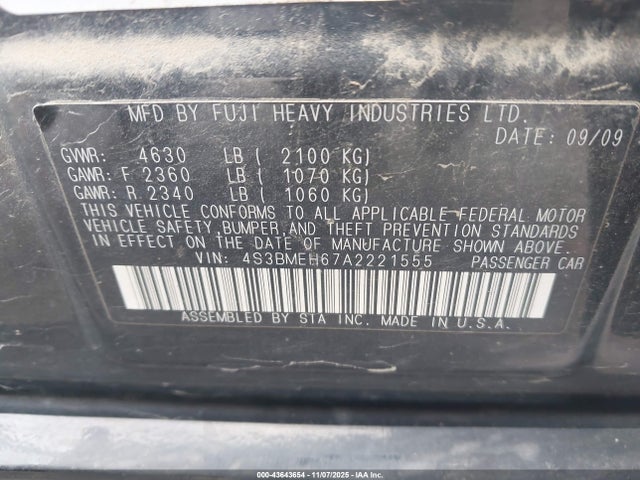 MFD BY FUJI HEAVY INDUSTRIES LTD.
DATE: 09/09
GVWR: 4630 LB ( 2100 KG)
GAWR: F 2360 LB ( 1070 KG)
GAWR: R 2340 LB ( 1060 KG)
THIS VEHICLE CONFORMS TO ALL APPLICABLE FEDERAL MOTOR
VEHICLE SAFETY, BUMPER, AND THEFT PREVENTION STANDARDS
IN EFFECT ON THE DATE OF MANUFACTURE SHOWN ABOVE.
VIN: 4S3BMEH67A2221555 PASSENGER CAR
ASSEMBLED BY STA INC. MADE IN U.S.A.
000-43643654 | 11/07/2025 - IAA Inc.